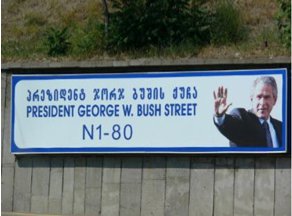 პრეზიდენტ ჯორჯ ბუშის ქუჩა
PRESIDENT GEORGE W. BUSH STREET
N1-80